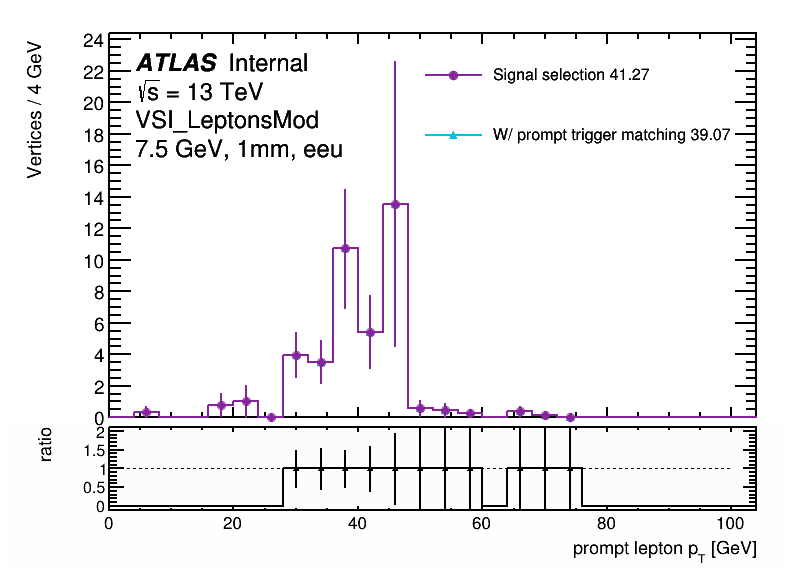 ATLAS Internal
√s = 13 TeV
VSI_LeptonsMod
7.5 GeV, 1mm, eeu
Signal selection 41.27
W/ prompt trigger matching 39.07
Vertices / 4 GeV
24
22
20
18
16
14
12
10
8
6
4
2
0
ratio
2
1.5
1
0.5
0
0 20 40 60 80 100
prompt lepton p_T [GeV]